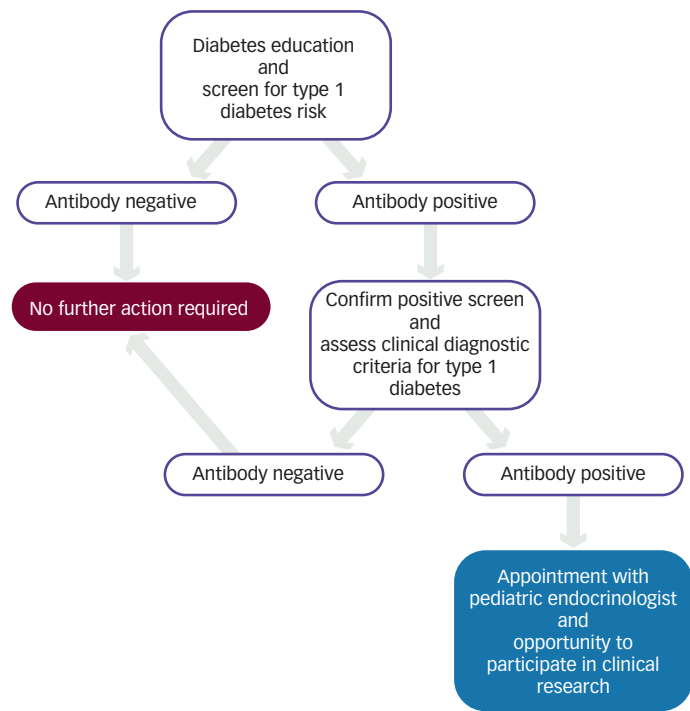 Diabetes education
and
screen for type 1
diabetes risk
Antibody negative
Antibody positive
No further action required
Confirm positive screen
and
assess clinical diagnostic
criteria for type 1
diabetes
Antibody negative
Antibody positive
Appointment with
pediatric endocrinologist
and
opportunity to
participate in clinical
research